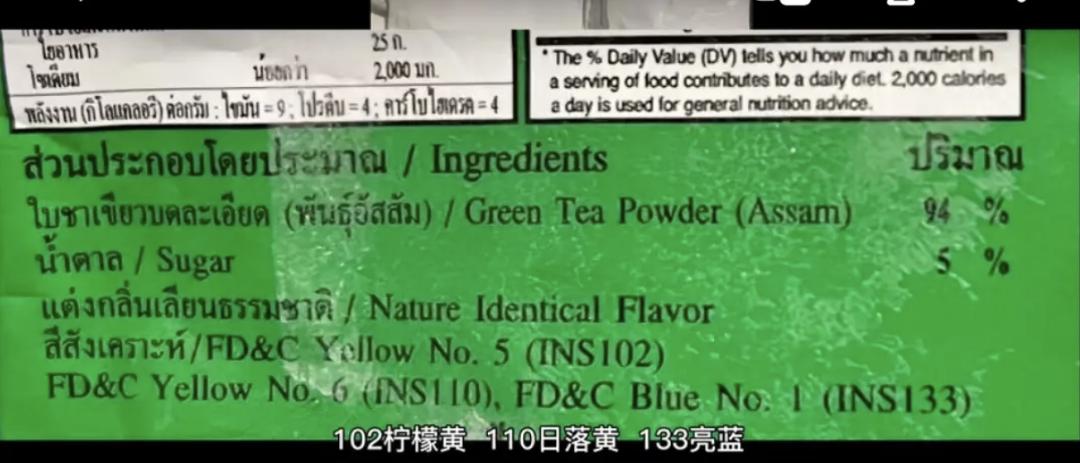 ใยอาหาร 25 ก.
โซเดียม น้อยกว่า 2,000 มก.
พลังงาน (กิโลแคลอรี) ต่อกรัม : ไขมัน = 9 ; โปรตีน = 4 ; คาร์โบไฮเดรต = 4
* The % Daily Value (DV) tells you how much a nutrient in
a serving of food contributes to a daily diet. 2,000 calories
a day is used for general nutrition advice.
ส่วนประกอบโดยประมาณ / Ingredients ปริมาณ
ใบชาเขียวบดละเอียด (พันธุ์อัสสัม) / Green Tea Powder (Assam) 94 %
น้ำตาล / Sugar 5 %
แต่งกลิ่นเลียนธรรมชาติ / Nature Identical Flavor
สีสังเคราะห์/FD&C Yellow No. 5 (INS102)
FD&C Yellow No. 6 (INS110), FD&C Blue No. 1 (INS133)
102柠檬黄 110日落黄 133亮蓝